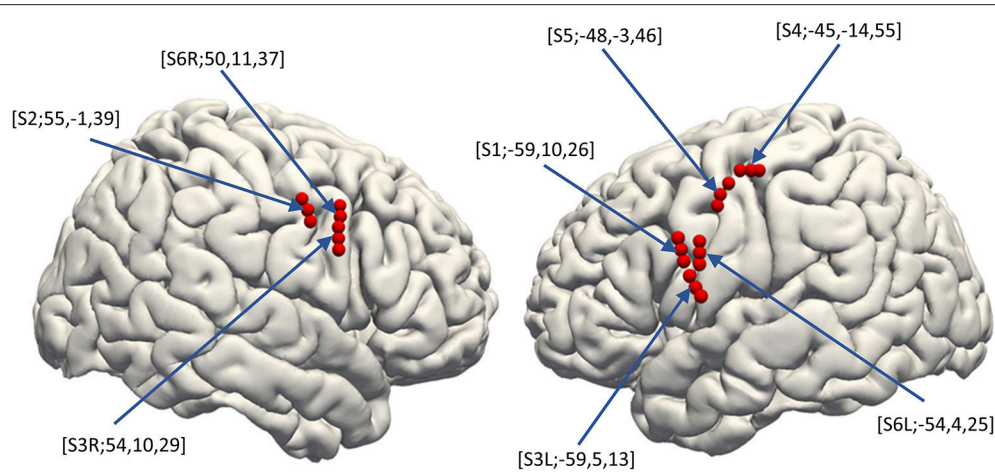 [S6R;50,11,37]
[S2;55,-1,39]
[S3R;54,10,29]
[S5;-48,-3,46]
[S4;-45,-14,55]
[S1;-59,10,26]
[S6L;-54,4,25]
[S3L;-59,5,13]